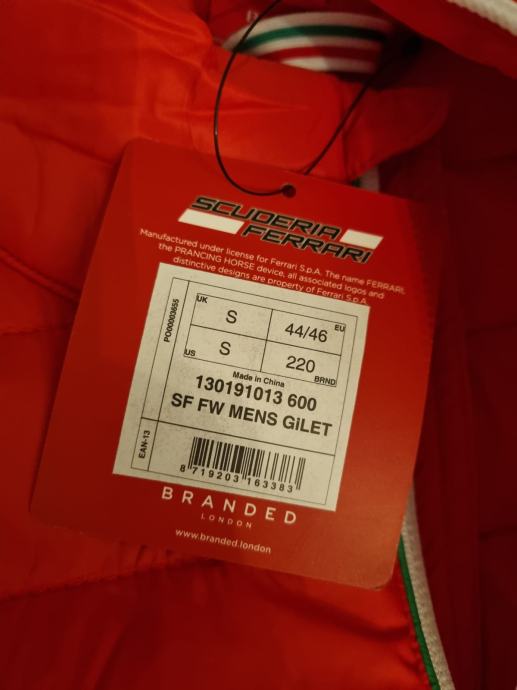 SCUDERIA
FERRARI
Manufactured under license for Ferrari S.p.A. The name FERRARI,
the PRANCING HORSE device, all associated logos and
distinctive designs are property of Ferrari S.p.A.
PO00003655
UK S 44/46 EU
US S 220 BRND
Made in China
130191013 600
SF FW MENS GiLET
EAN-13
8 719203 163383
BRANDED
LONDON
www.branded.london